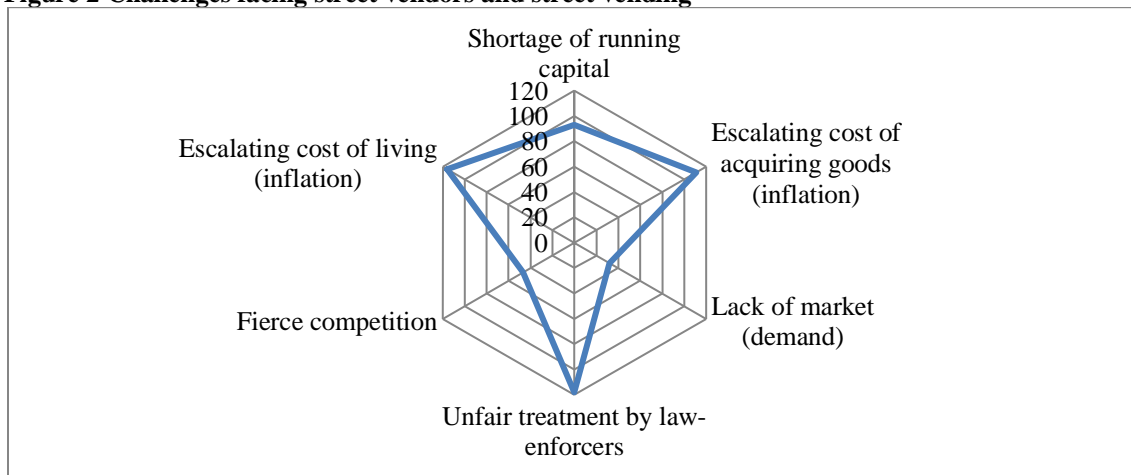 Figure 2 Challenges facing street vendors and street vending
Shortage of running
capital
120
100
80
60
40
20
0
Escalating cost of
acquiring goods
(inflation)
Lack of market
(demand)
Unfair treatment by law-
enforcers
Fierce competition
Escalating cost of living
(inflation)